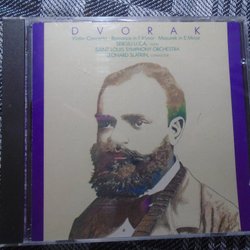 DVORAK
Violin Concerto · Romance in F Minor · Mazurek in E Minor
SERGIU LUCA, violin
SAINT LOUIS SYMPHONY ORCHESTRA
LEONARD SLATKIN, conductor